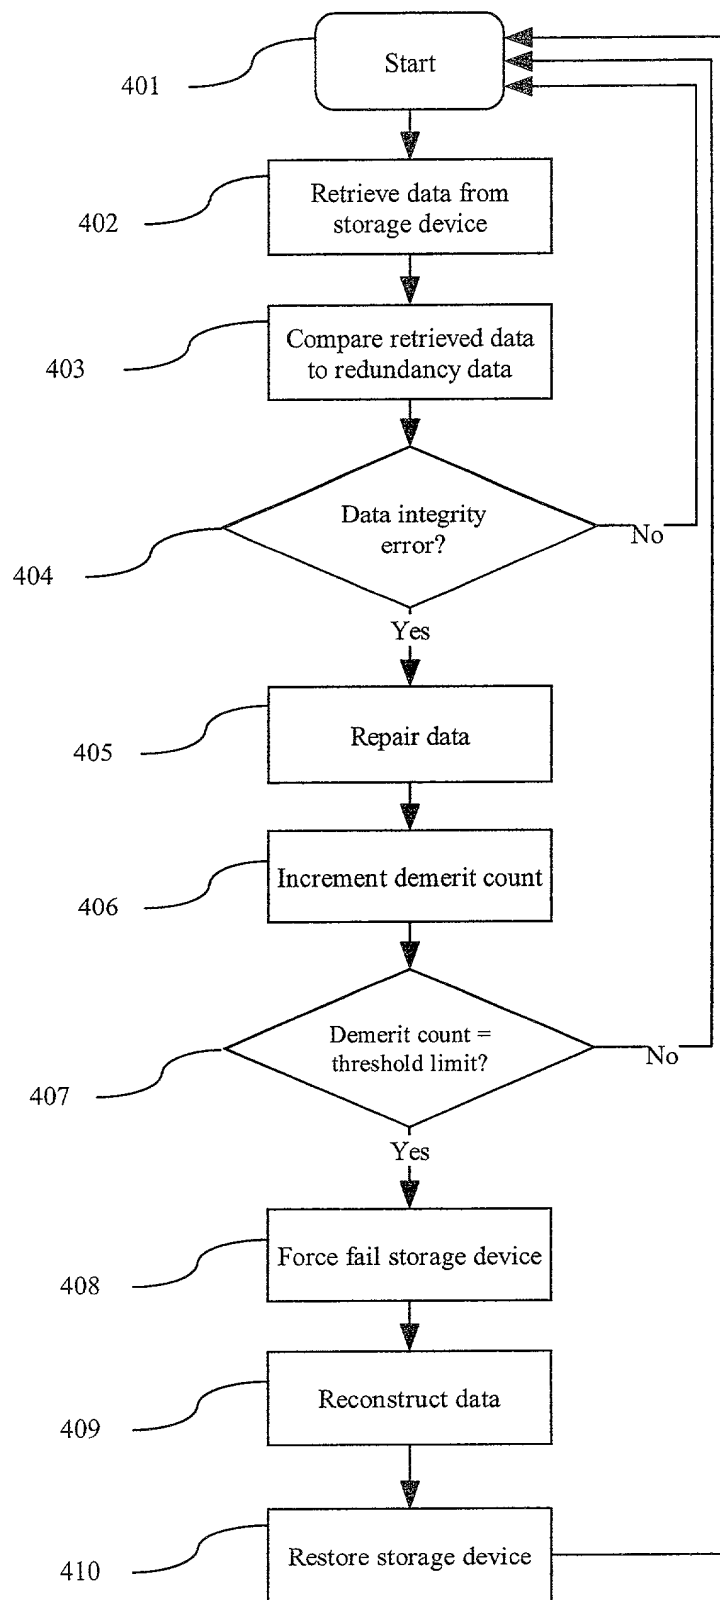 Start
401
Retrieve data from
storage device
402
Compare retrieved data
to redundancy data
403
Data integrity
error?
No
404
Yes
Repair data
405
Increment demerit count
406
Demerit count =
threshold limit?
No
407
Yes
Force fail storage device
408
Reconstruct data
409
Restore storage device
410